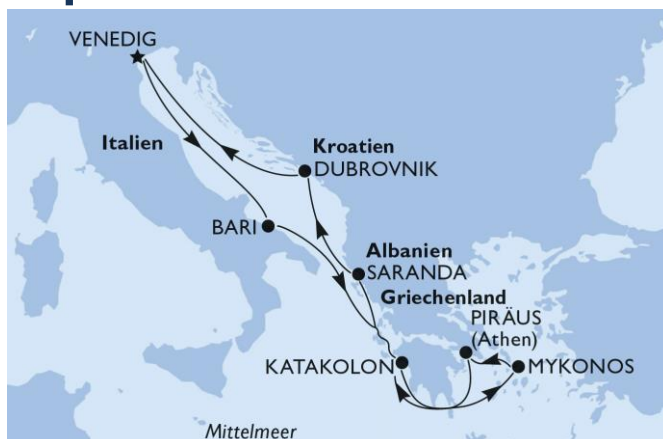 VENEDIG
Italien
Kroatien
DUBROVNIK
BARI
Albanien
SARANDA
Griechenland
PIRÄUS
(Athen)
KATAKOLON
MYKONOS
Mittelmeer